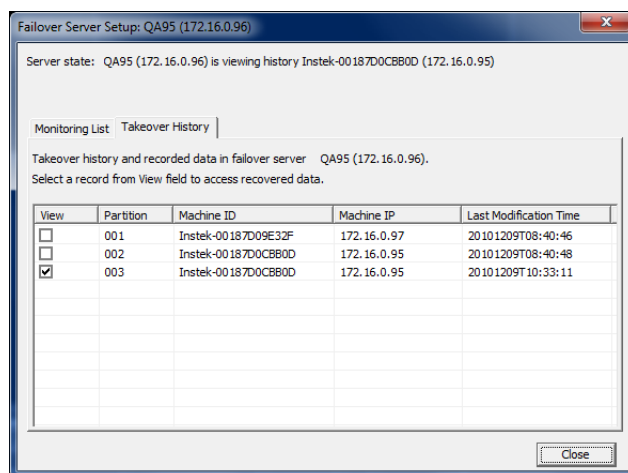 Failover Server Setup: QA95 (172.16.0.96)
Server state: QA95 (172.16.0.96) is viewing history Instek-00187D0CBB0D (172.16.0.95)
Monitoring List Takeover History
Takeover history and recorded data in failover server QA95 (172.16.0.96).
Select a record from View field to access recovered data.
View Partition Machine ID Machine IP Last Modification Time
001 Instek-00187D09E32F 172.16.0.97 20101209T08:40:46
002 Instek-00187D0CBB0D 172.16.0.95 20101209T08:40:48
003 Instek-00187D0CBB0D 172.16.0.95 20101209T10:33:11
Close